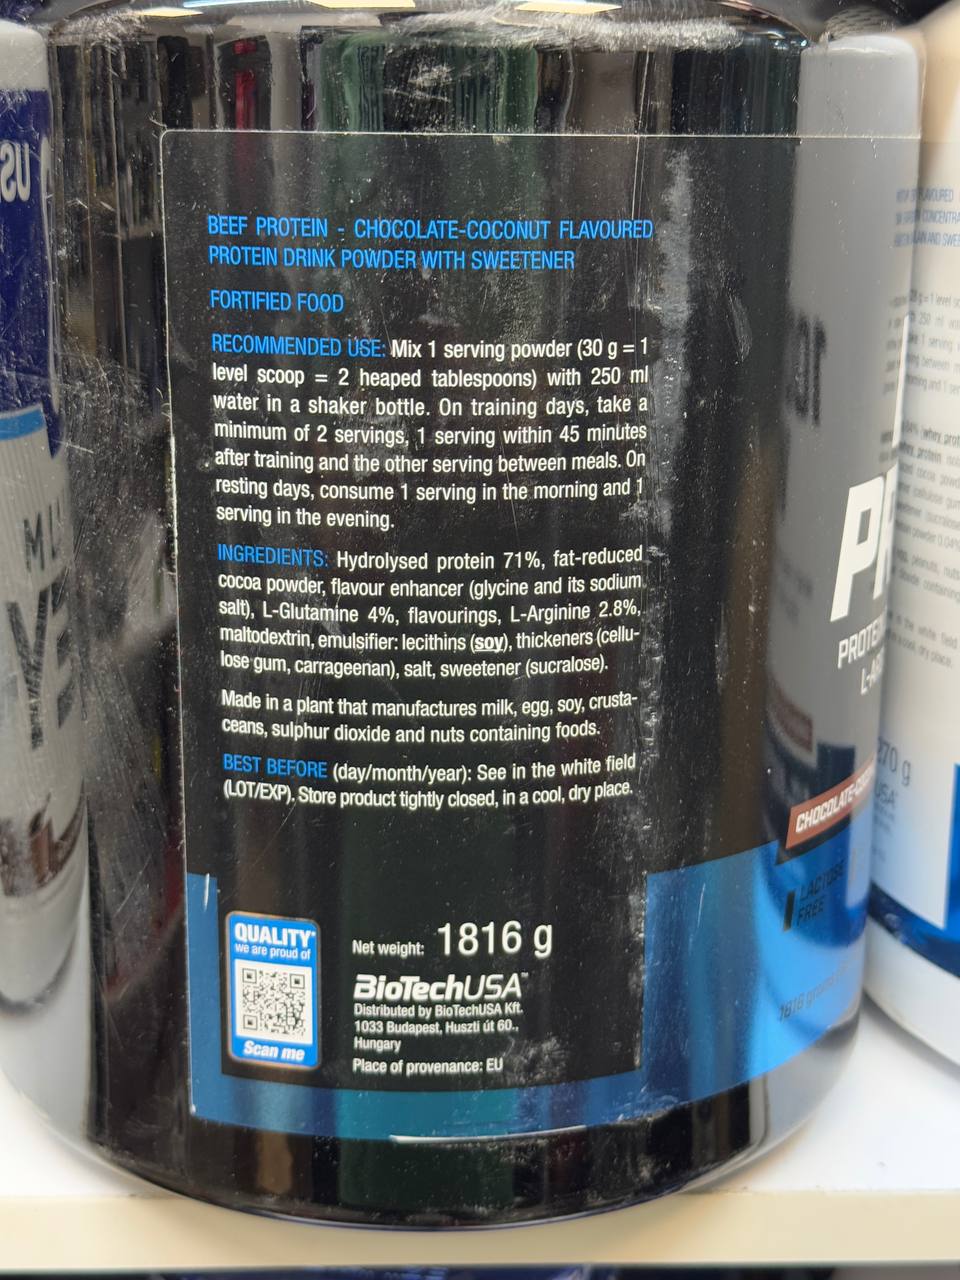 BEEF PROTEIN - CHOCOLATE-COCONUT FLAVOURED
PROTEIN DRINK POWDER WITH SWEETENER
FORTIFIED FOOD
RECOMMENDED USE: Mix 1 serving powder (30 g = 1
level scoop = 2 heaped tablespoons) with 250 ml
water in a shaker bottle. On training days, take a
minimum of 2 servings, 1 serving within 45 minutes
after training and the other serving between meals. On
resting days, consume 1 serving in the morning and 1
serving in the evening.
INGREDIENTS: Hydrolysed protein 71%, fat-reduced
cocoa powder, flavour enhancer (glycine and its sodium
salt), L-Glutamine 4%, flavourings, L-Arginine 2.8%,
maltodextrin, emulsifier: lecithins (soy), thickeners (cellu-
lose gum, carrageenan), salt, sweetener (sucralose).
Made in a plant that manufactures milk, egg, soy, crusta-
ceans, sulphur dioxide and nuts containing foods.
BEST BEFORE (day/month/year): See in the white field
(LOT/EXP). Store product tightly closed, in a cool, dry place.
QUALITY*
we are proud of
Scan me
Net weight: 1816 g
BioTechUSA™
Distributed by BioTechUSA Kft.
1033 Budapest, Huszti út 60.,
Hungary
Place of provenance: EU
LACTOSE
FREE